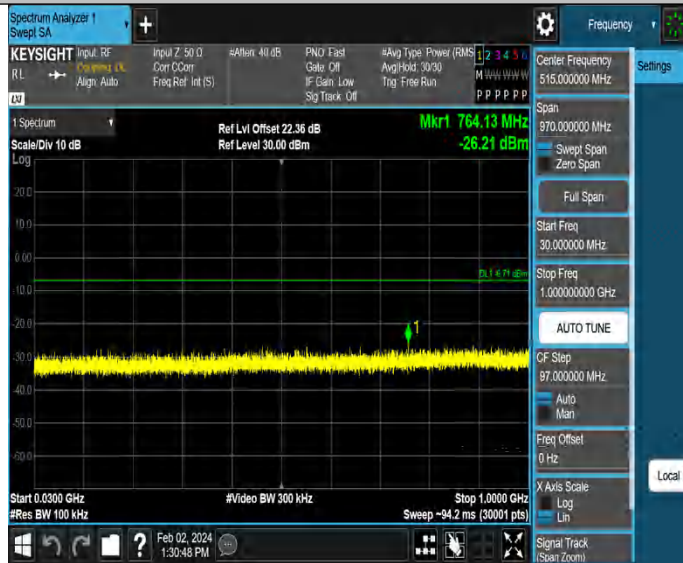 Spectrum Analyzer 1
Swept SA
Frequency
KEYSIGHT
Input: RF
Input Z: 50 Ω
#Atten: 40 dB
PNO: Fast
#Avg Type: Power (RMS
1 2 3 4 5 6
R L
Coupling: DC
Corr CCorr
Gate: Off
Avg|Hold: 30/30
M W W W W W
Align: Auto
Freq Ref: Int (S)
IF Gain: Low
Trig: Free Run
Sig Track: Off
P P P P P P
LXI
1 Spectrum
Ref Lvl Offset 22.36 dB
Mkr1 764.13 MHz
Scale/Div 10 dB
Ref Level 30.00 dBm
-26.21 dBm
Log
20.0
10.0
0.00
DL1 -6.71 dBm
-10.0
-20.0
1
-30.0
-40.0
-50.0
-60.0
Start 0.0300 GHz
#Video BW 300 kHz
Stop 1.0000 GHz
#Res BW 100 kHz
Sweep ~94.2 ms (30001 pts)
Feb 02, 2024
1:30:48 PM
?
Center Frequency
515.000000 MHz
Settings
Span
970.000000 MHz
Swept Span
Zero Span
Full Span
Start Freq
30.000000 MHz
Stop Freq
1.000000000 GHz
AUTO TUNE
CF Step
97.000000 MHz
Auto
Man
Freq Offset
0 Hz
X Axis Scale
Log
Lin
Local
Signal Track
(Span Zoom)